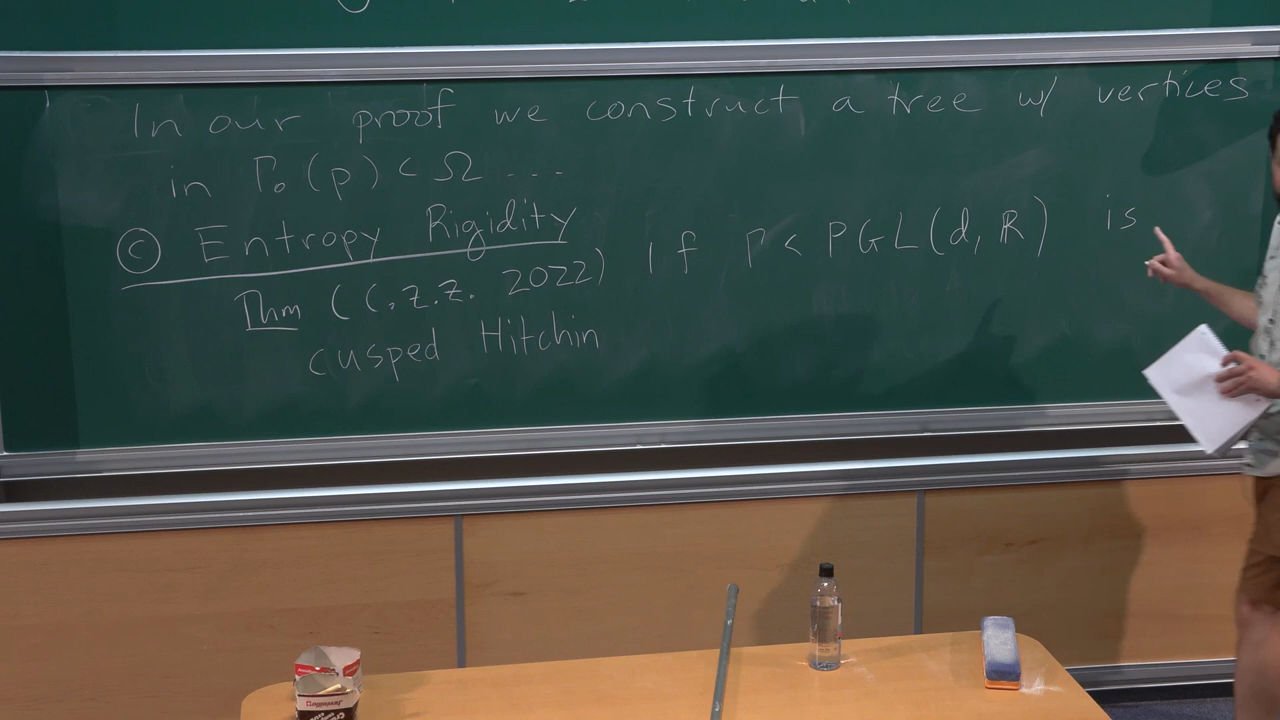 In our proof we construct a tree w/ vertices
in Γ₀(p) < Ω ...
© Entropy Rigidity
Thm (C.Z.Z. 2022) If Γ < PGL(d, R) is
cusped Hitchin